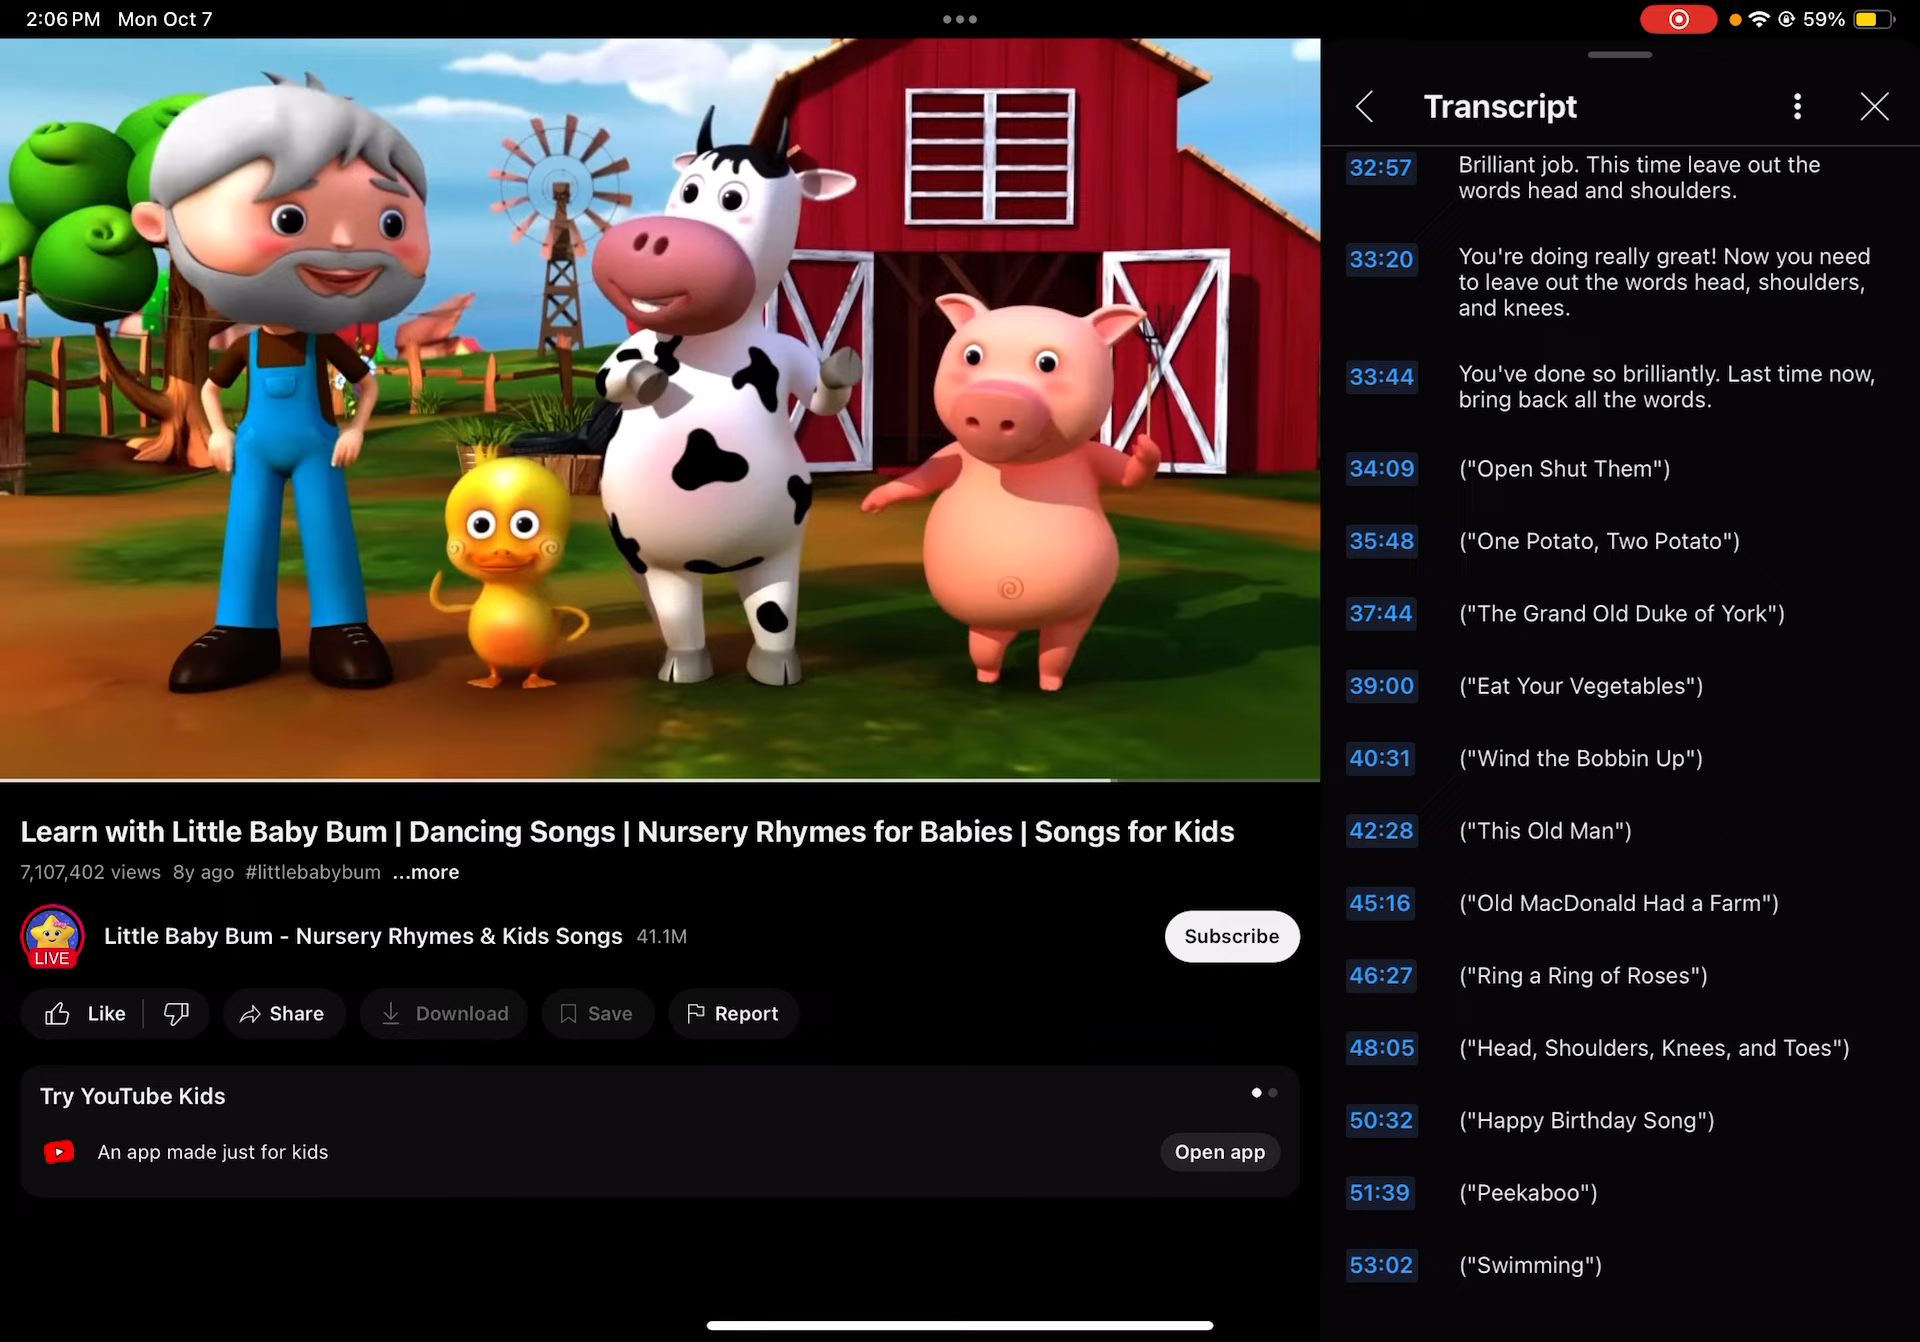 2:06 PM Mon Oct 7
59%
Transcript
32:57
Brilliant job. This time leave out the
words head and shoulders.
33:20
You're doing really great! Now you need
to leave out the words head, shoulders,
and knees.
33:44
You've done so brilliantly. Last time now,
bring back all the words.
34:09
("Open Shut Them")
35:48
("One Potato, Two Potato")
37:44
("The Grand Old Duke of York")
39:00
("Eat Your Vegetables")
40:31
("Wind the Bobbin Up")
42:28
("This Old Man")
45:16
("Old MacDonald Had a Farm")
46:27
("Ring a Ring of Roses")
48:05
("Head, Shoulders, Knees, and Toes")
50:32
("Happy Birthday Song")
51:39
("Peekaboo")
53:02
("Swimming")
Learn with Little Baby Bum | Dancing Songs | Nursery Rhymes for Babies | Songs for Kids
7,107,402 views 8y ago #littlebabybum ...more
LIVE
Little Baby Bum - Nursery Rhymes & Kids Songs 41.1M
Subscribe
Like
Share
Download
Save
Report
Try YouTube Kids
An app made just for kids
Open app